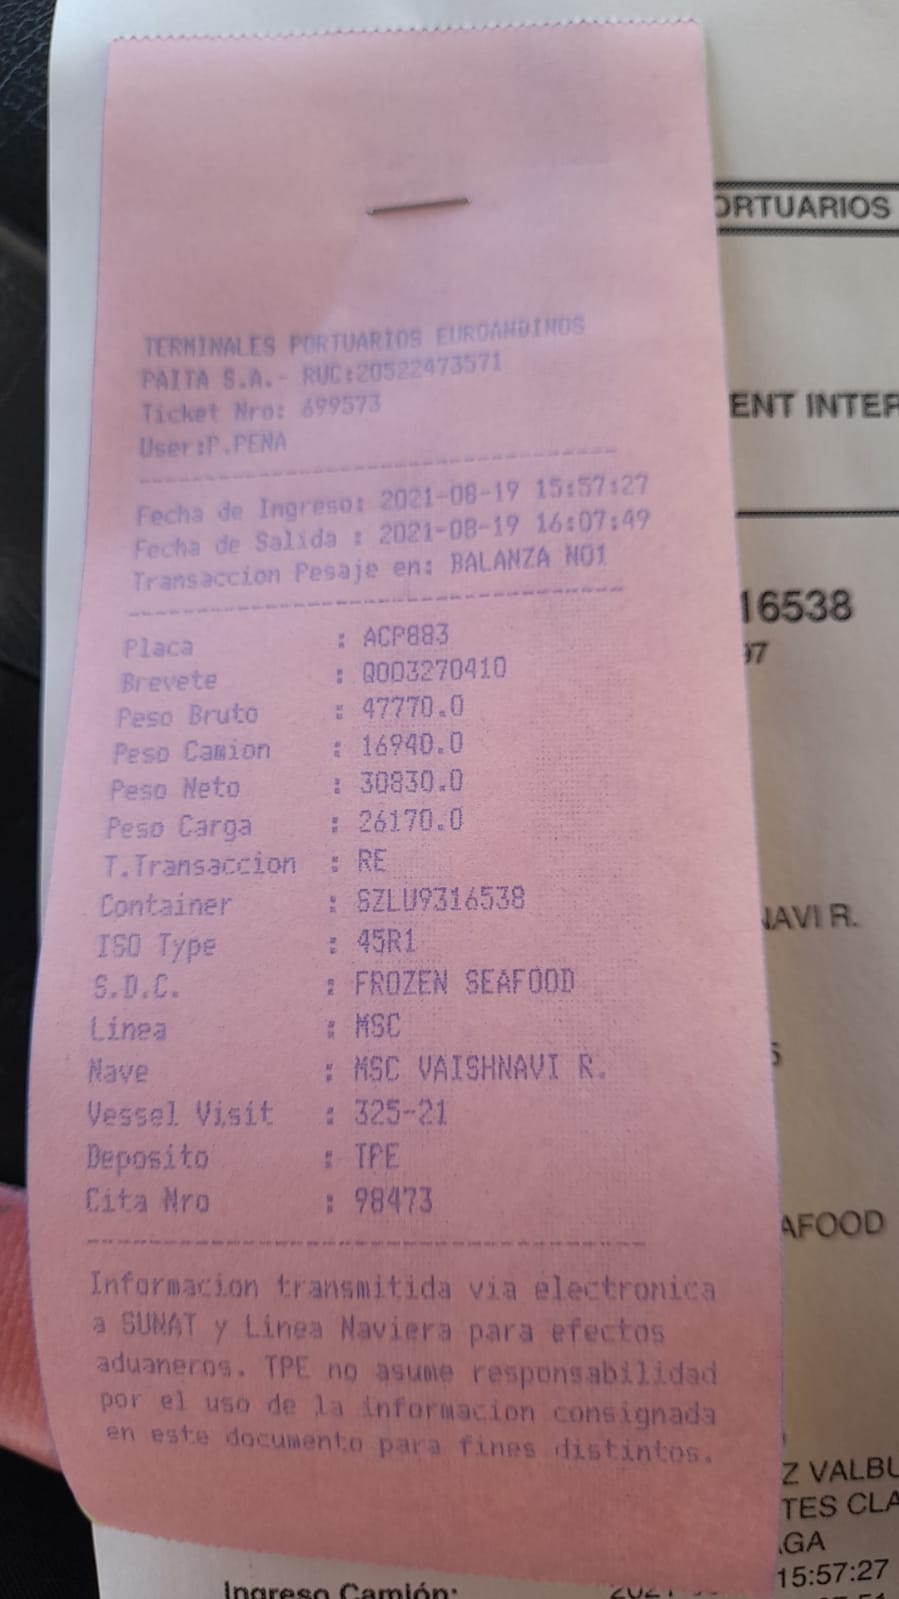 TERMINALES PORTUARIOS EUROANDINOS
PAITA S.A.- RUC:20522473571
Ticket Nro: 699573
User:P.PENA
Fecha de Ingreso: 2021-08-19 15:57:27
Fecha de Salida : 2021-08-19 16:07:49
Transaccion Pesaje en: BALANZA NO1
Placa : ACP883
Brevete : Q003270410
Peso Bruto : 47770.0
Peso Camion : 16940.0
Peso Neto : 30830.0
Peso Carga : 26170.0
T.Transaccion : RE
Container : SZLU9316538
ISO Type : 45R1
S.D.C. : FROZEN SEAFOOD
Linea : MSC
Nave : MSC VAISHNAVI R.
Vessel Visit : 325-21
Deposito : TPE
Cita Nro : 98473
Informacion transmitida via electronica
a SUNAT y Linea Naviera para efectos
aduaneros. TPE no asume responsabilidad
por el uso de la informacion consignada
en este documento para fines distintos.
ORTUARIOS
ENT INTER
16538
97
NAVI R.
5
AFOOD
Z VALBU
TES CLA
AGA
15:57:27
Ingreso Camión: